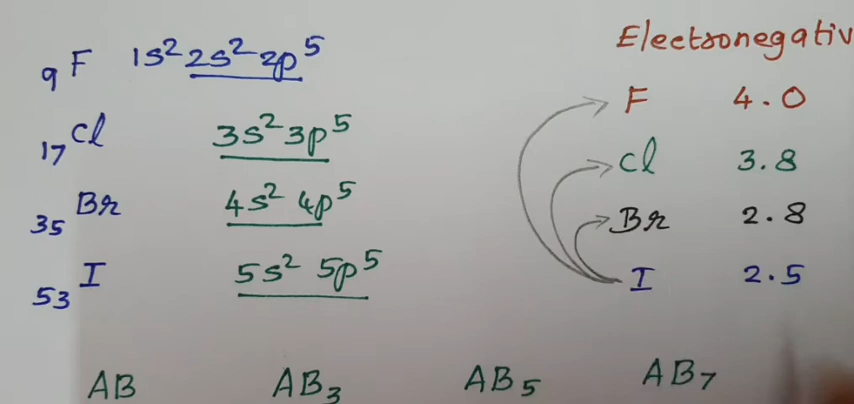 Electronegativ
₉F 1s² 2s² 2p⁵
F 4.0
₁₇Cl 3s² 3p⁵
Cl 3.8
₃₅Br 4s² 4p⁵
Br 2.8
₅₃I 5s² 5p⁵
I 2.5
AB AB₃ AB₅ AB₇